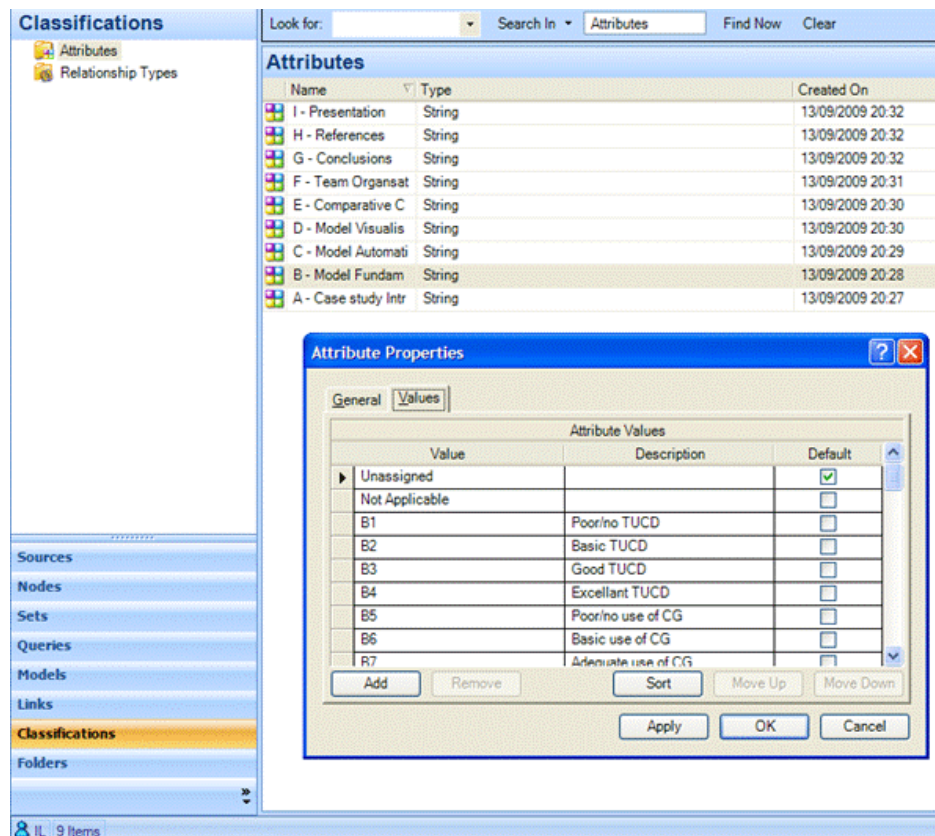 Classifications
Attributes
Relationship Types
Sources
Nodes
Sets
Queries
Models
Links
Classifications
Folders
IL 9 Items
Look for: Search In Attributes Find Now Clear
Attributes
Name Type Created On
I - Presentation String 13/09/2009 20:32
H - References String 13/09/2009 20:32
G - Conclusions String 13/09/2009 20:32
F - Team Organsat String 13/09/2009 20:31
E - Comparative C String 13/09/2009 20:30
D - Model Visualis String 13/09/2009 20:30
C - Model Automati String 13/09/2009 20:29
B - Model Fundam String 13/09/2009 20:28
A - Case study Intr String 13/09/2009 20:27
Attribute Properties
General Values
Attribute Values
Value Description Default
Unassigned
Not Applicable
B1 Poor/no TUCD
B2 Basic TUCD
B3 Good TUCD
B4 Excellant TUCD
B5 Poor/no use of CG
B6 Basic use of CG
B7 Adequate use of CG
Add Remove Sort Move Up Move Down
Apply OK Cancel